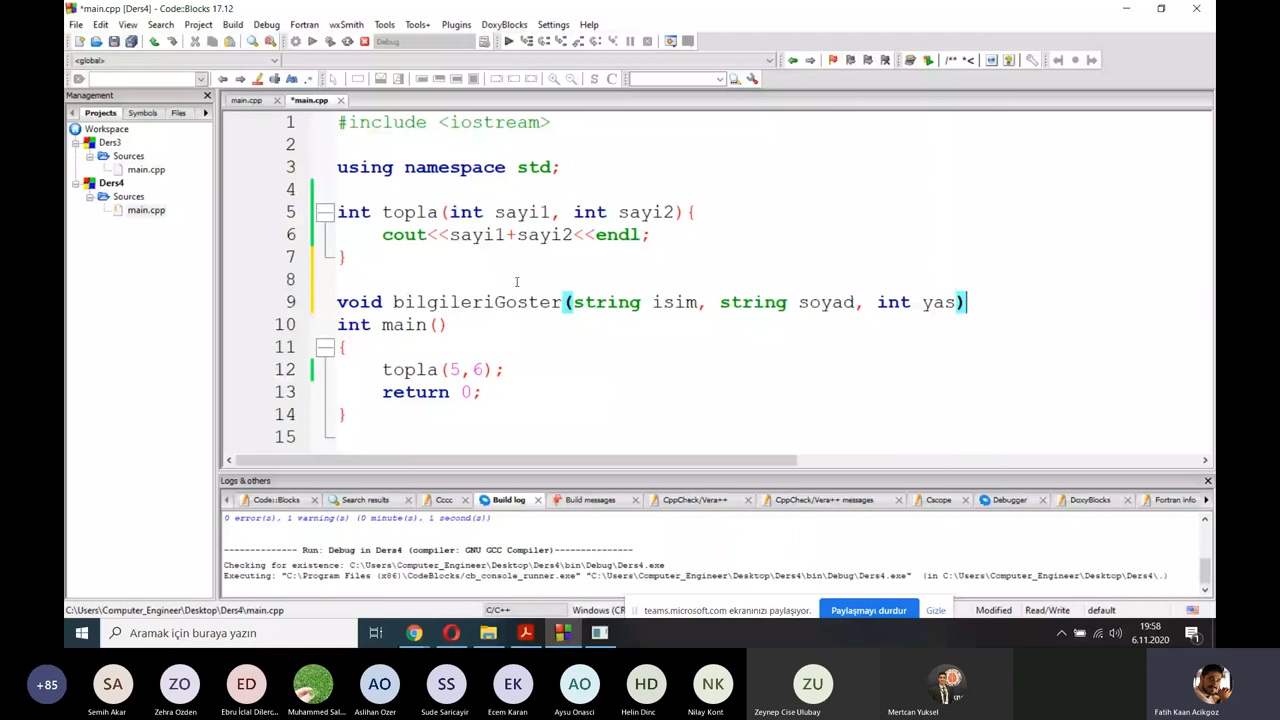 *main.cpp [Ders4] - Code::Blocks 17.12
File Edit View Search Project Build Debug Fortran wxSmith Tools Tools+ Plugins DoxyBlocks Settings Help
Debug
<global>
/** *<
S C
Management
main.cpp *main.cpp
Projects Symbols Files
Workspace
Ders3
Sources
main.cpp
Ders4
Sources
main.cpp
1 #include <iostream>
2
3 using namespace std;
4
5 int topla(int sayi1, int sayi2){
6 cout<<sayi1+sayi2<<endl;
7 }
8
9 void bilgileriGoster(string isim, string soyad, int yas)
10 int main()
11 {
12 topla(5,6);
13 return 0;
14 }
15
Logs & others
Code::Blocks Search results Cccc Build log Build messages CppCheck/Vera++ CppCheck/Vera++ messages Cscope Debugger DoxyBlocks Fortran info
0 error(s), 1 warning(s) (0 minute(s), 1 second(s))
-------------- Run: Debug in Ders4 (compiler: GNU GCC Compiler)---------------
Checking for existence: C:\Users\Computer_Engineer\Desktop\Ders4\bin\Debug\Ders4.exe
Executing: "C:\Program Files (x86)\CodeBlocks/cb_console_runner.exe" "C:\Users\Computer_Engineer\Desktop\Ders4\bin\Debug\Ders4.exe" (in C:\Users\Computer_Engineer\Desktop\Ders4\.)
C:\Users\Computer_Engineer\Desktop\Ders4\main.cpp C/C++ Windows (CR Modified Read/Write default
teams.microsoft.com ekranınızı paylaşıyor. Paylaşmayı durdur Gizle
Aramak için buraya yazın
19:58
6.11.2020
+85 SA ZO ED AO SS EK AO HD NK ZU
Semih Akar Zehra Ozden Ebru İclal Dilerc... Muhammed Sal... Aslihan Ozer Sude Saricayir Ecem Karan Aysu Onasci Helin Dinc Nilay Kont Zeynep Cise Ulubay Mertcan Yuksel Fatih Kaan Acikgoz